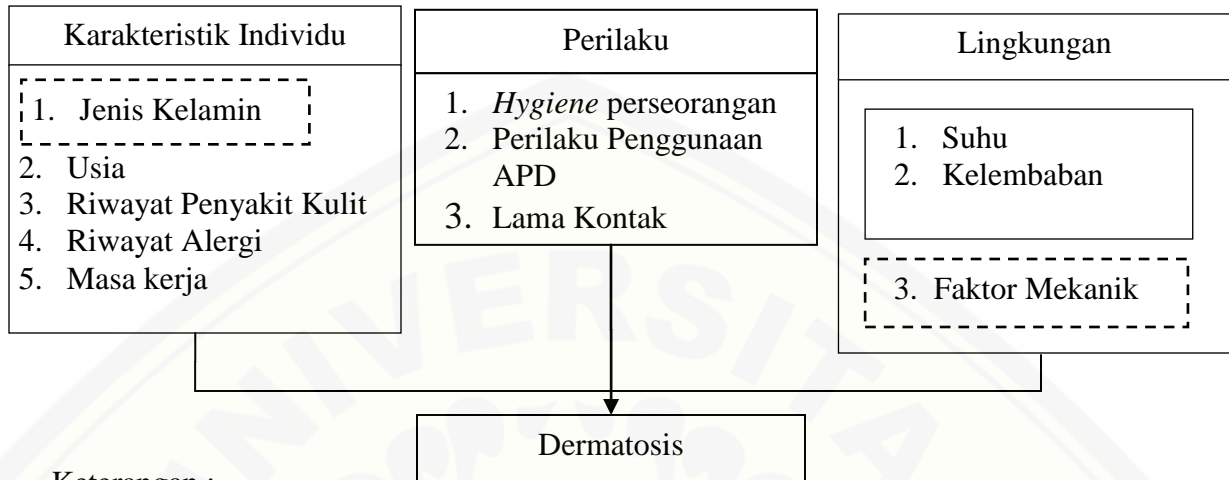 Karakteristik Individu
1. Jenis Kelamin
2. Usia
3. Riwayat Penyakit Kulit
4. Riwayat Alergi
5. Masa kerja
Perilaku
1. Hygiene perseorangan
2. Perilaku Penggunaan
APD
3. Lama Kontak
Lingkungan
1. Suhu
2. Kelembaban
3. Faktor Mekanik
Dermatosis
Keterangan :
UNIVERSITA